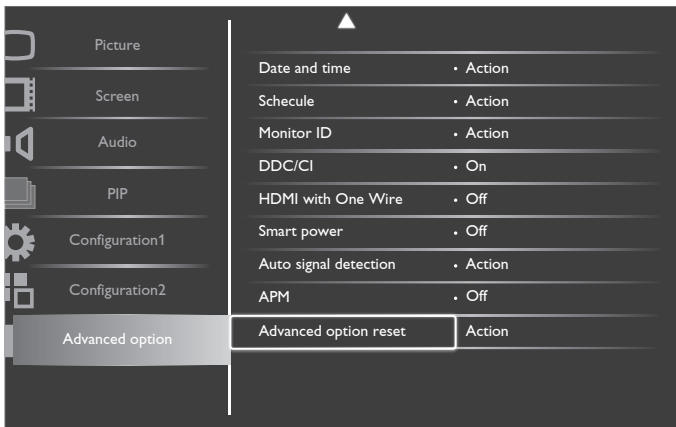 Picture
Screen
Audio
PIP
Configuration1
Configuration2
Advanced option
Date and time • Action
Schecule • Action
Monitor ID • Action
DDC/CI • On
HDMI with One Wire • Off
Smart power • Off
Auto signal detection • Action
APM • Off
Advanced option reset Action